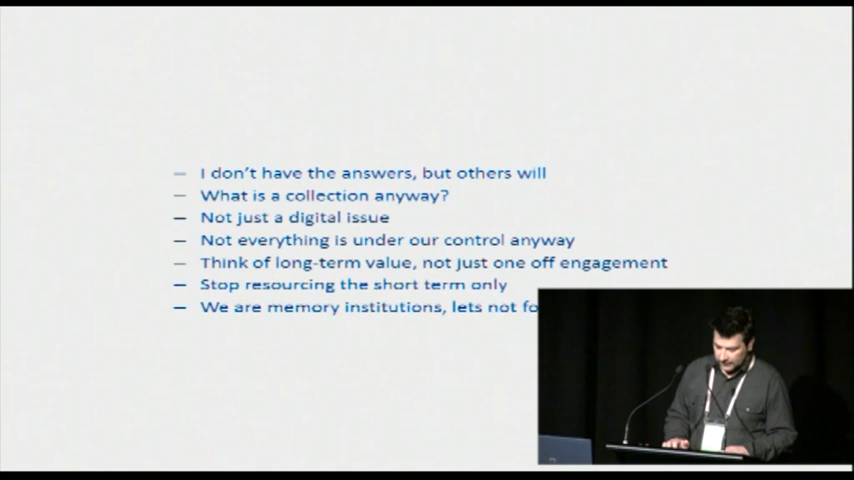 – I don't have the answers, but others will
– What is a collection anyway?
– Not just a digital issue
– Not everything is under our control anyway
– Think of long-term value, not just one off engagement
– Stop resourcing the short term only
– We are memory institutions, lets not